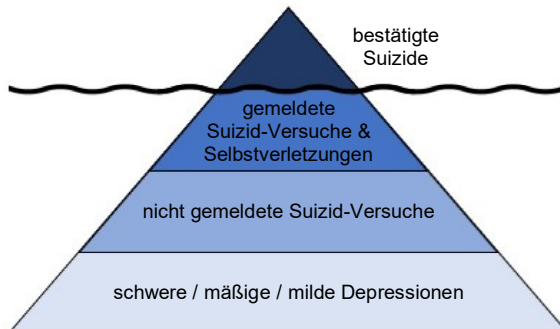 bestätigte
Suizide
gemeldete
Suizid-Versuche &
Selbstverletzungen
nicht gemeldete Suizid-Versuche
schwere / mäßige / milde Depressionen